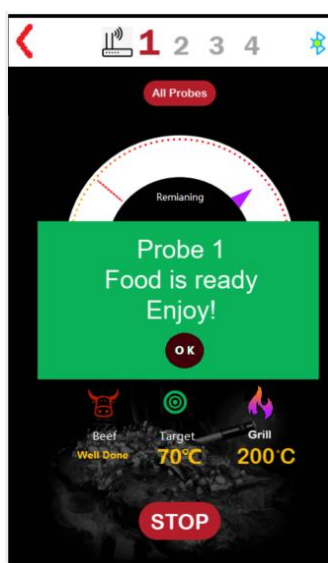 1 2 3 4
All Probes
Remianing
Probe 1
Food is ready
Enjoy!
OK
Beef Target Grill
Well Done 70°C 200°C
STOP